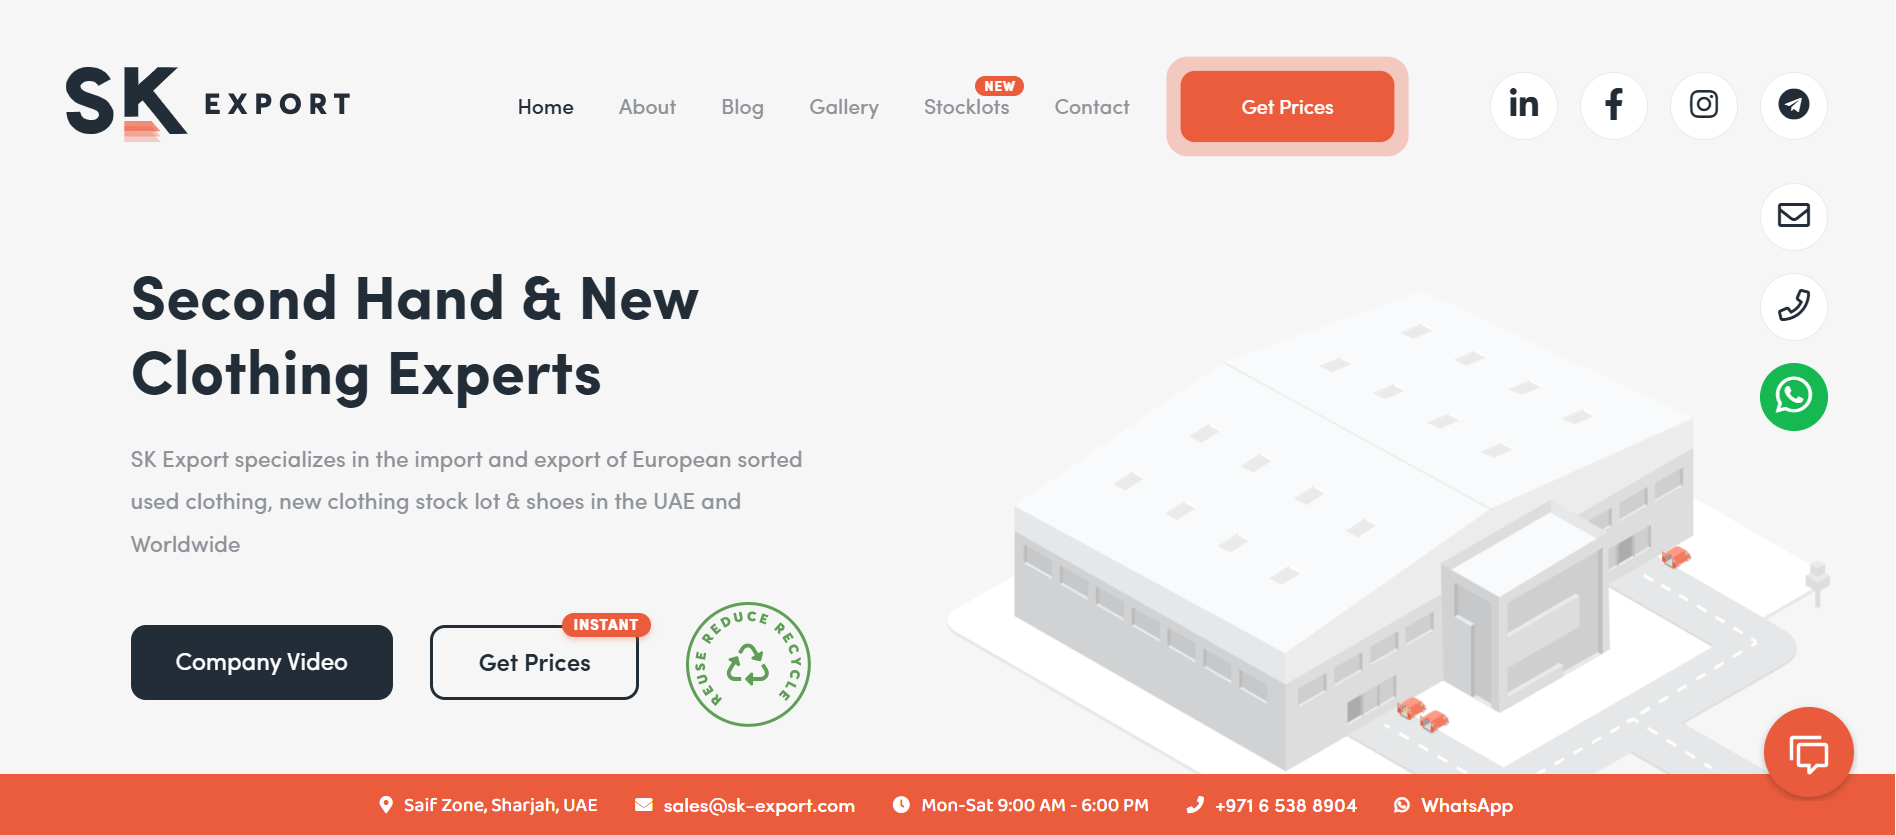 SK EXPORT
Home About Blog Gallery Stocklots NEW Contact Get Prices
Second Hand & New
Clothing Experts
SK Export specializes in the import and export of European sorted
used clothing, new clothing stock lot & shoes in the UAE and
Worldwide
Company Video
INSTANT
Get Prices
REUSE REDUCE RECYCLE
Saif Zone, Sharjah, UAE sales@sk-export.com Mon-Sat 9:00 AM - 6:00 PM +971 6 538 8904 WhatsApp